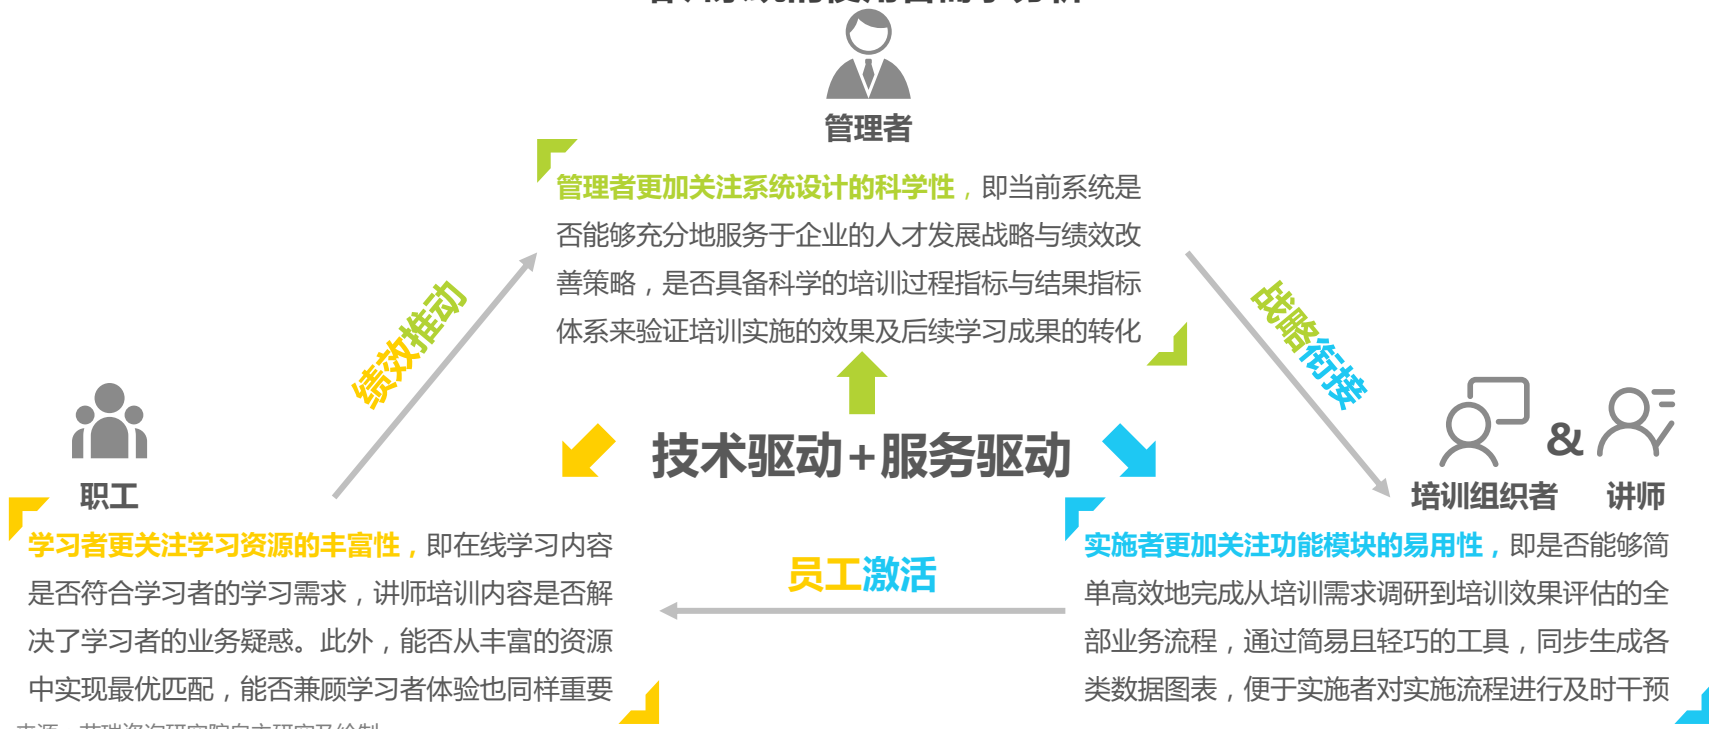 管理者
管理者更加关注系统设计的科学性，即当前系统是
否能够充分地服务于企业的人才发展战略与绩效改
善策略，是否具备科学的培训过程指标与结果指标
体系来验证培训实施的效果及后续学习成果的转化
绩效推动
战略衔接
技术驱动+服务驱动
职工
学习者更关注学习资源的丰富性，即在线学习内容
是否符合学习者的学习需求，讲师培训内容是否解
决了学习者的业务疑惑。此外，能否从丰富的资源
中实现最优匹配，能否兼顾学习者体验也同样重要
员工激活
& 
培训组织者 讲师
实施者更加关注功能模块的易用性，即是否能够简
单高效地完成从培训需求调研到培训效果评估的全
部业务流程，通过简易且轻巧的工具，同步生成各
类数据图表，便于实施者对实施流程进行及时干预